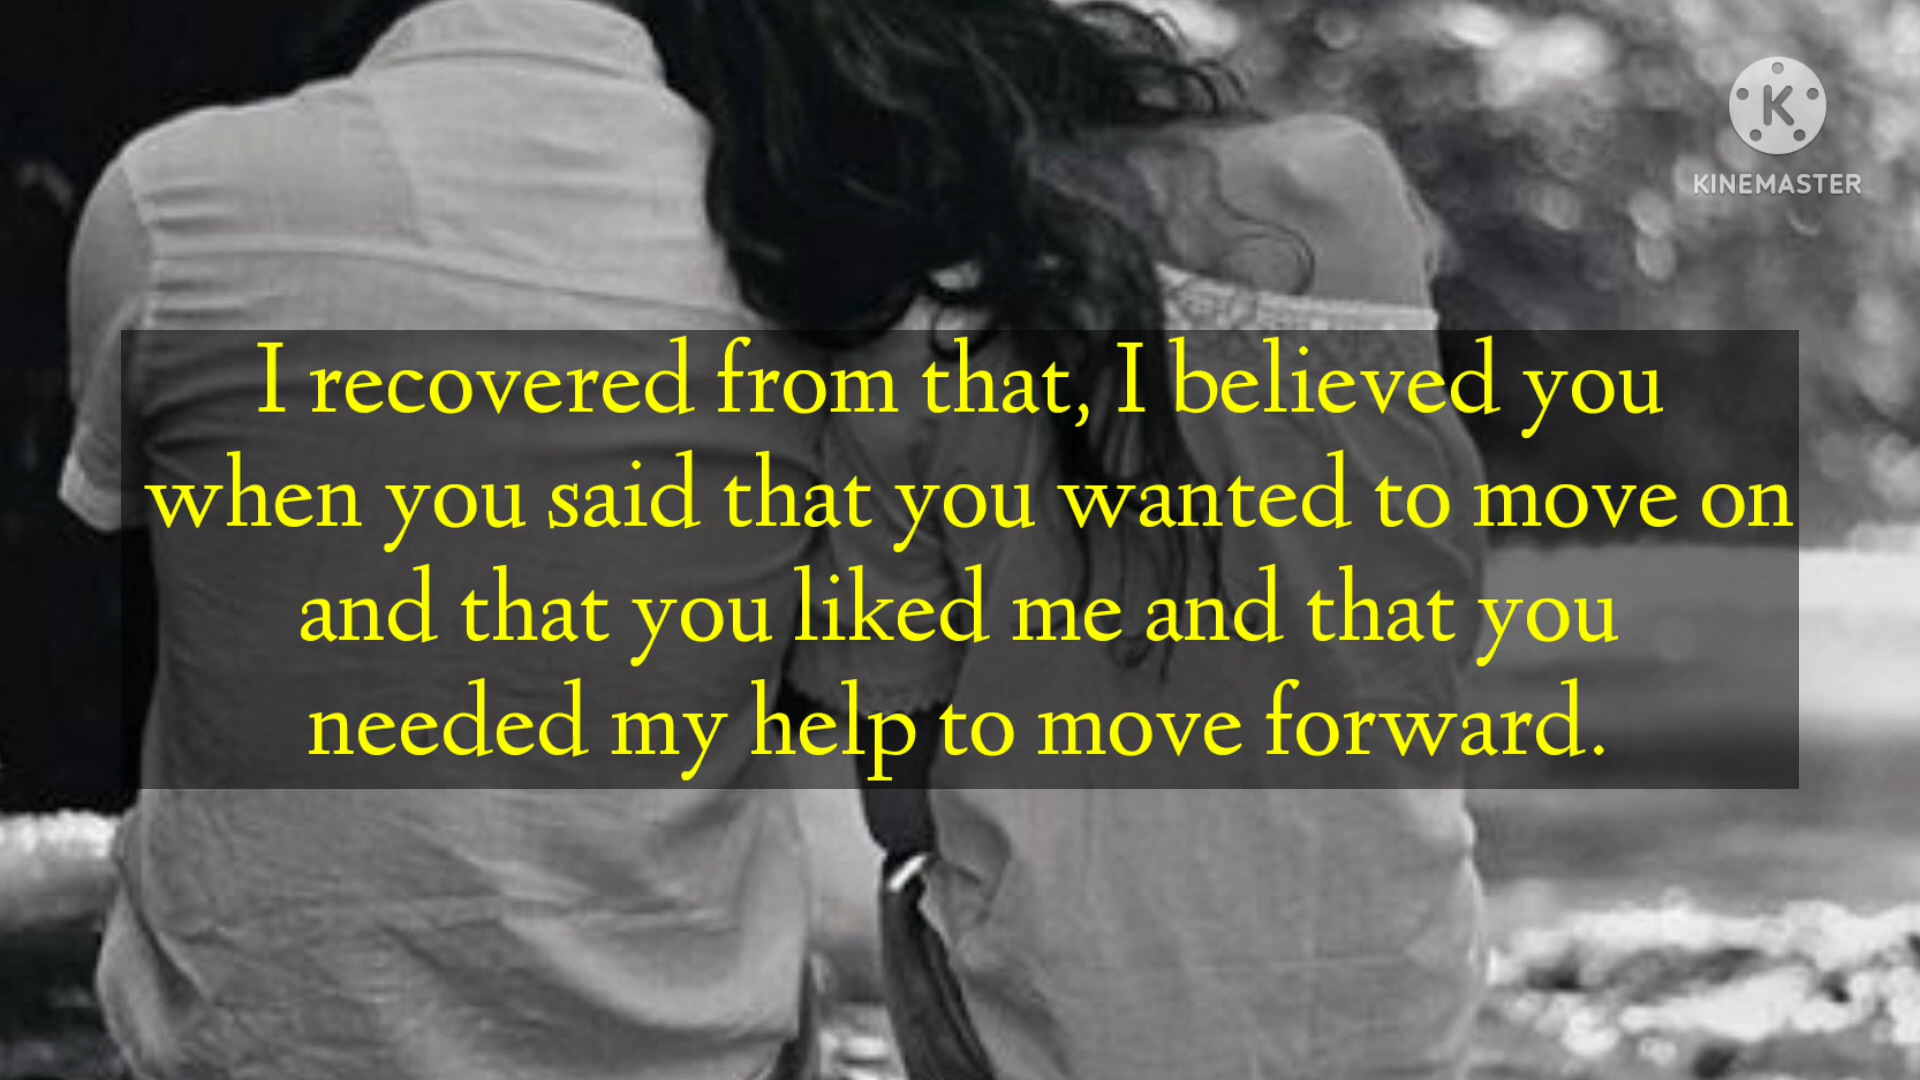 K
KINEMASTER
I recovered from that, I believed you
when you said that you wanted to move on
and that you liked me and that you
needed my help to move forward.